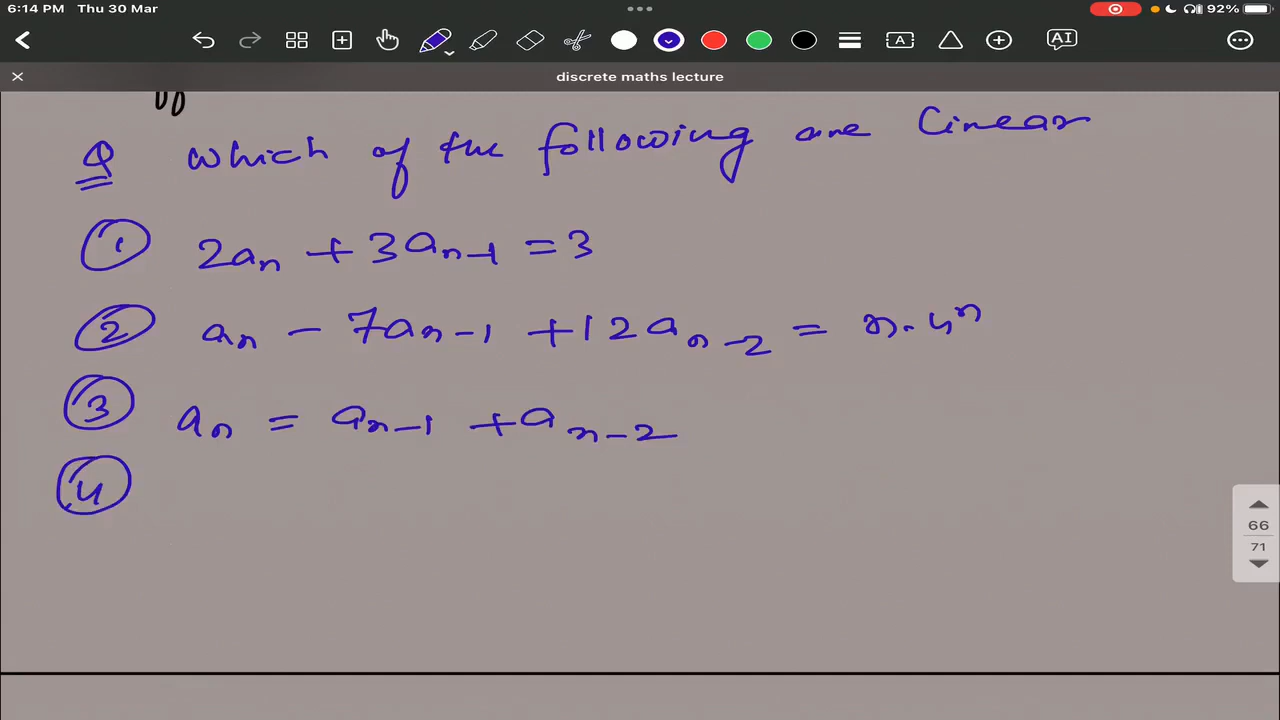 6:14 PM Thu 30 Mar 92%
A AI
discrete maths lecture
Q which of the following are linear
① 2aₙ + 3aₙ₋₁ = 3
② aₙ - 7aₙ₋₁ + 12aₙ₋₂ = n.4ⁿ
③ aₙ = aₙ₋₁ + aₙ₋₂
④
66
71